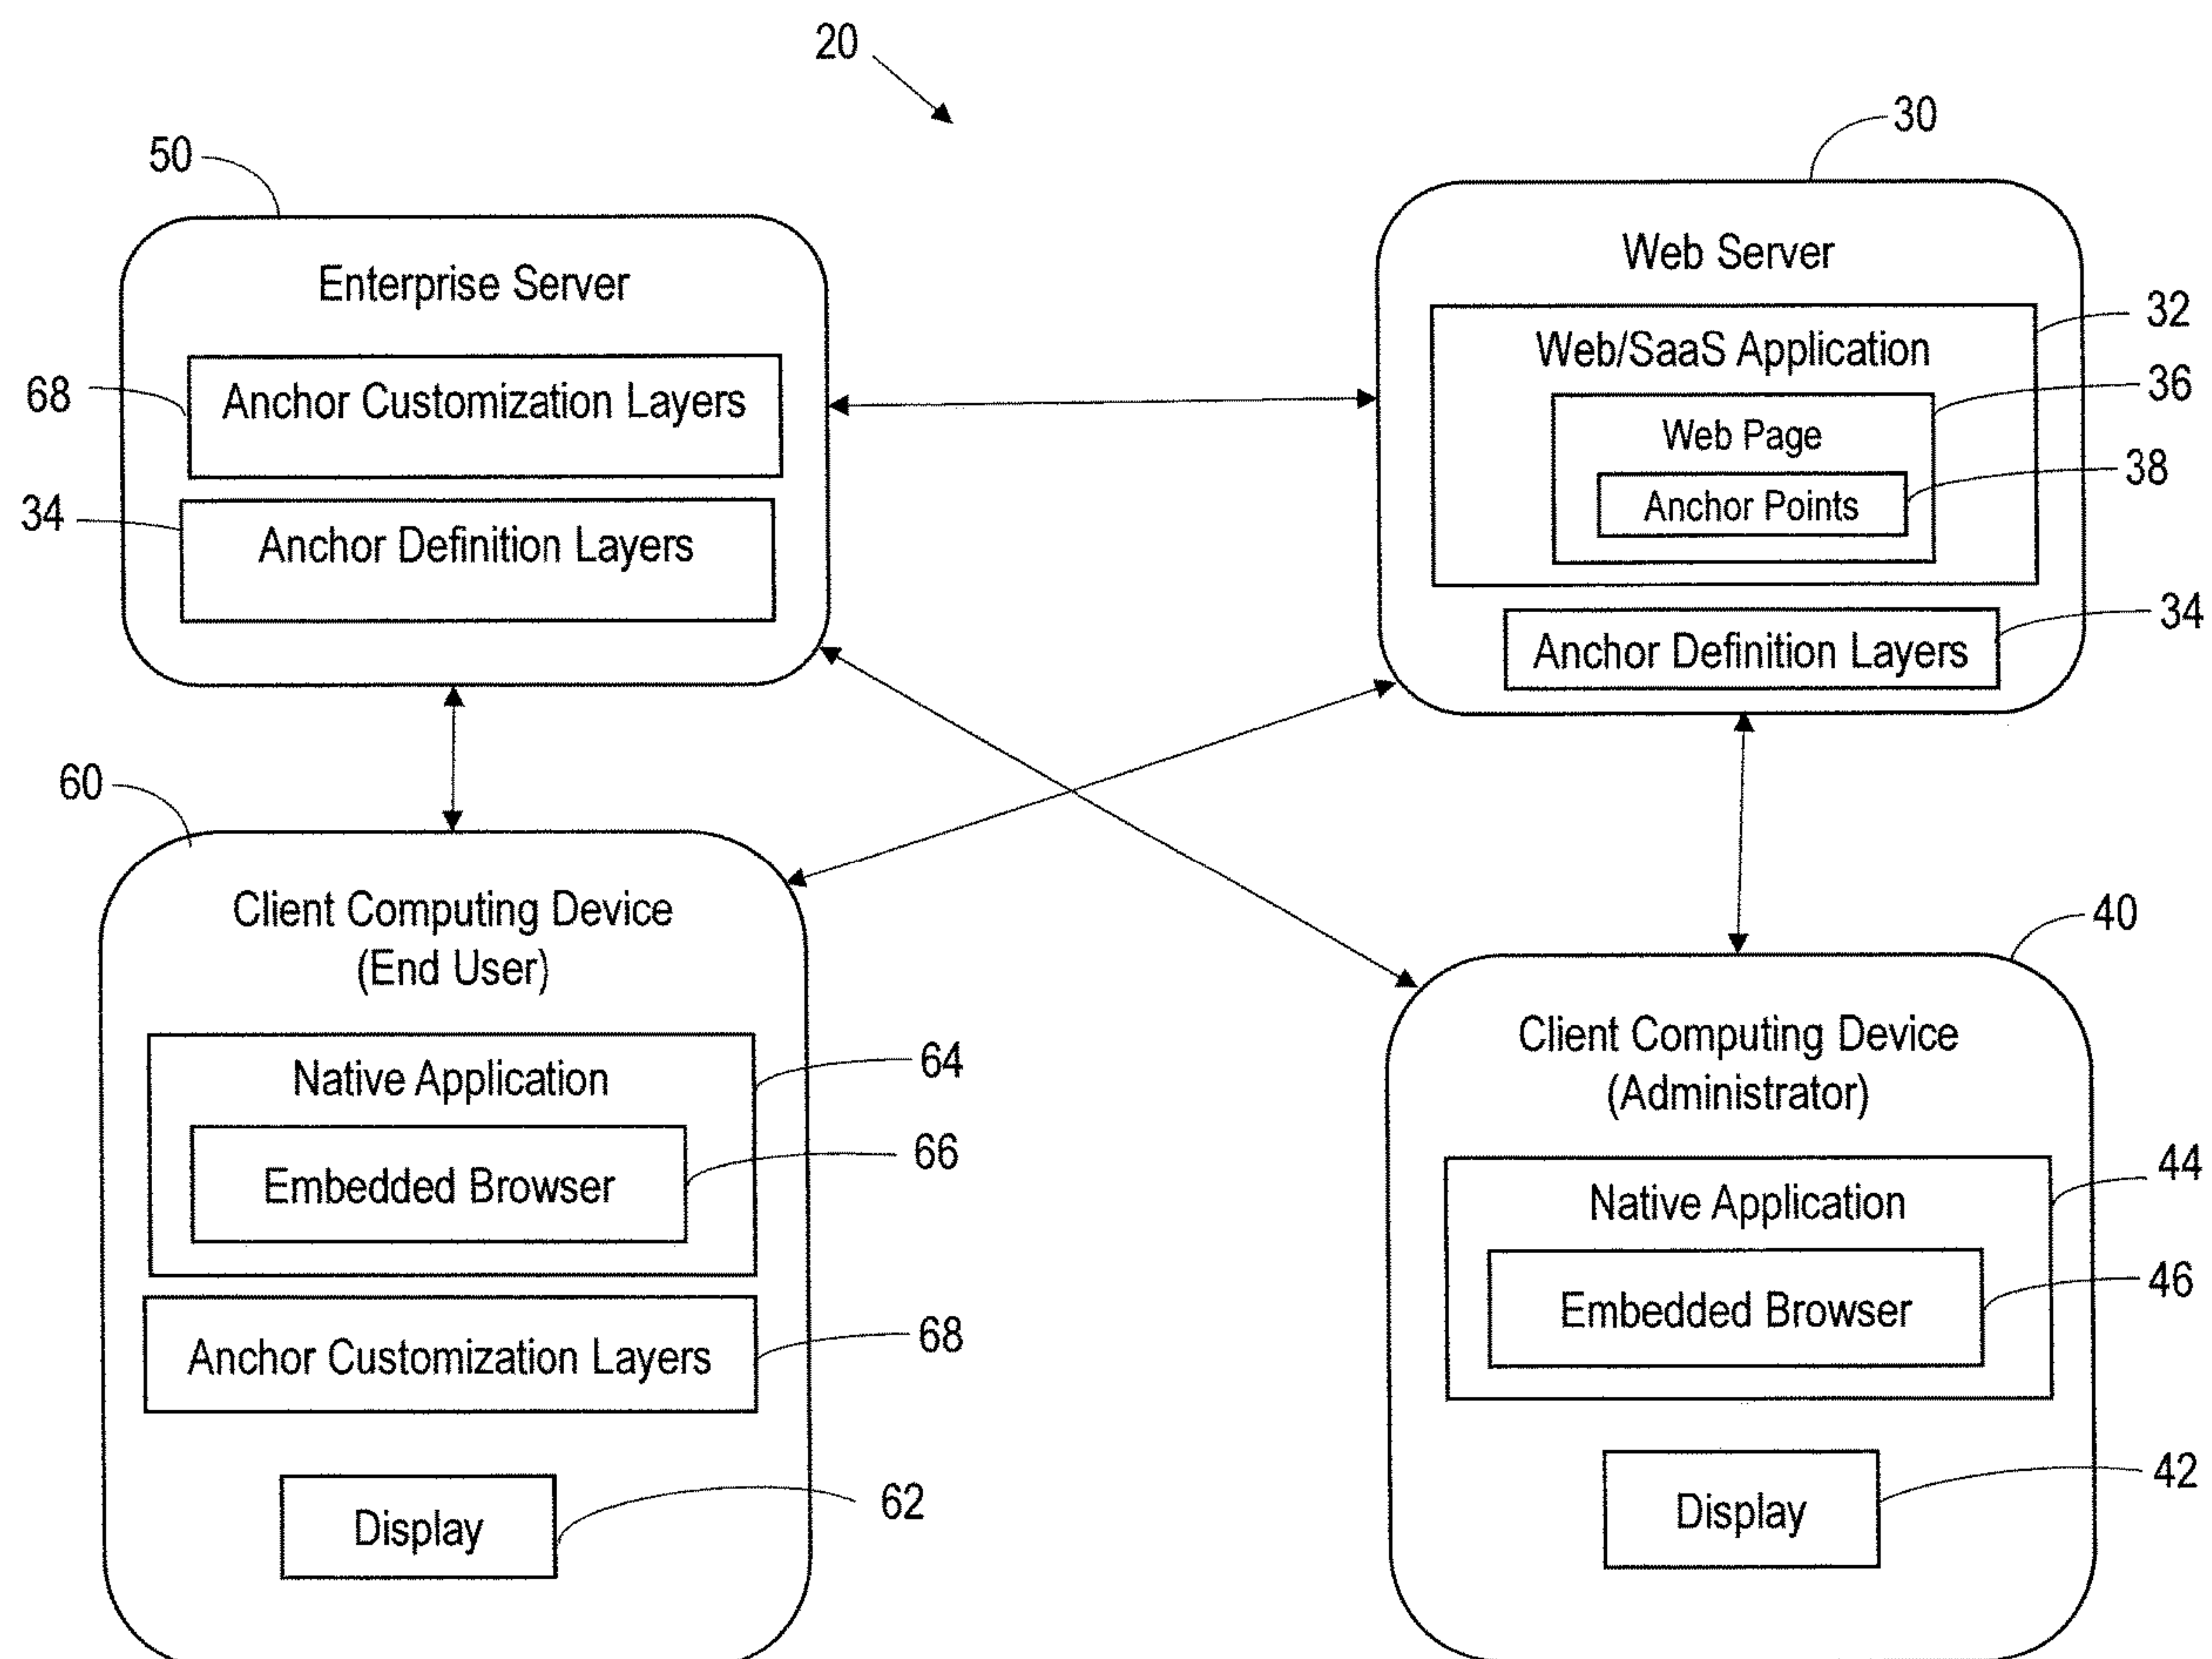 20
50
Enterprise Server
68
Anchor Customization Layers
34
Anchor Definition Layers
30
Web Server
32
Web/SaaS Application
36
Web Page
38
Anchor Points
34
Anchor Definition Layers
60
Client Computing Device
(End User)
64
Native Application
66
Embedded Browser
68
Anchor Customization Layers
62
Display
40
Client Computing Device
(Administrator)
44
Native Application
46
Embedded Browser
42
Display